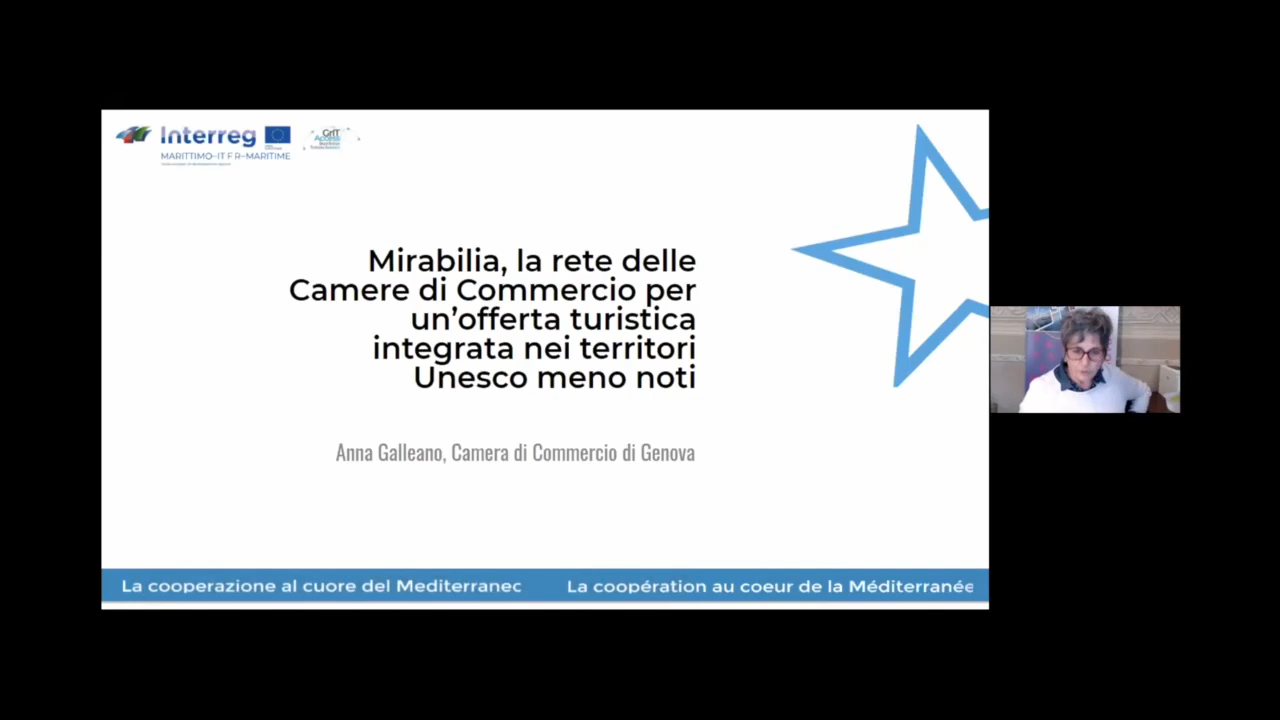 Interreg
MARITTIMO-IT FR-MARITIME
GrIT
Access
Mirabilia, la rete delle
Camere di Commercio per
un'offerta turistica
integrata nei territori
Unesco meno noti
Anna Galleano, Camera di Commercio di Genova
La cooperazione al cuore del Mediterraneo
La coopération au coeur de la Méditerranée